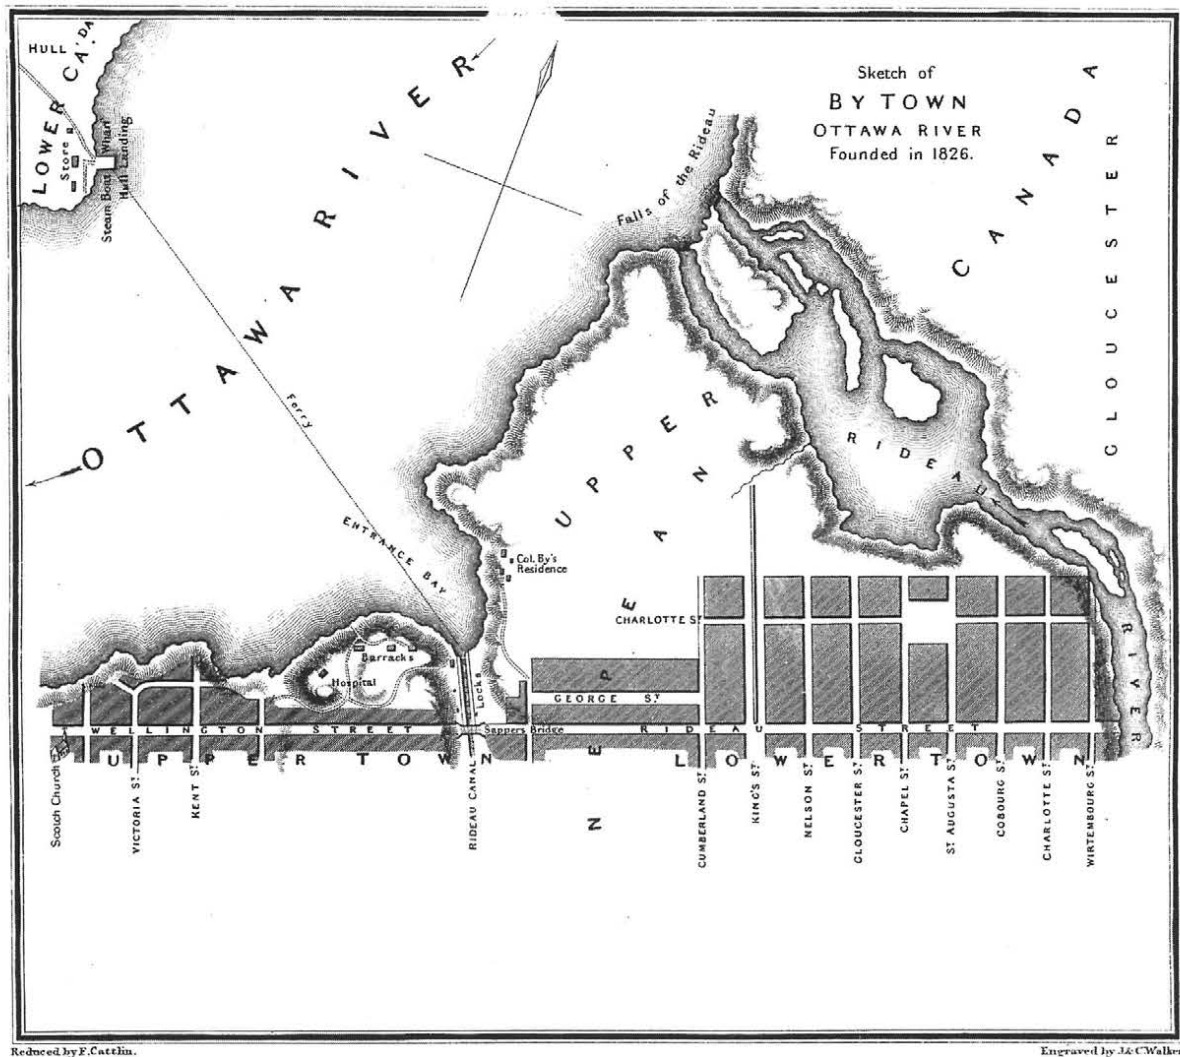 Sketch of
BY TOWN
OTTAWA RIVER
Founded in 1826.
HULL
LOWER CA'DA
Store
Steam Boat Wharf
Hull Landing
OTTAWA RIVER
Falls of the Rideau
UPPER CANADA
GLOUCESTER
Ferry
ENTRANCE BAY
RIDEAU
RIVER
NEPEAN
Col. By's
Residence
CHARLOTTE ST
Barracks
Hospital
Locks
GEORGE ST
WELLINGTON STREET
Sappers Bridge
RIDEAU STREET
UPPER TOWN
LOWER TOWN
Scotch Church
VICTORIA ST
KENT ST
RIDEAU CANAL
CUMBERLAND ST
KING'S ST
NELSON ST
GLOUCESTER ST
CHAPEL ST
ST AUGUSTA ST
COBOURG ST
CHARLOTTE ST
WIRTEMBOURG ST
Reduced by F. Cattlin.
Engraved by J. & C. Walker